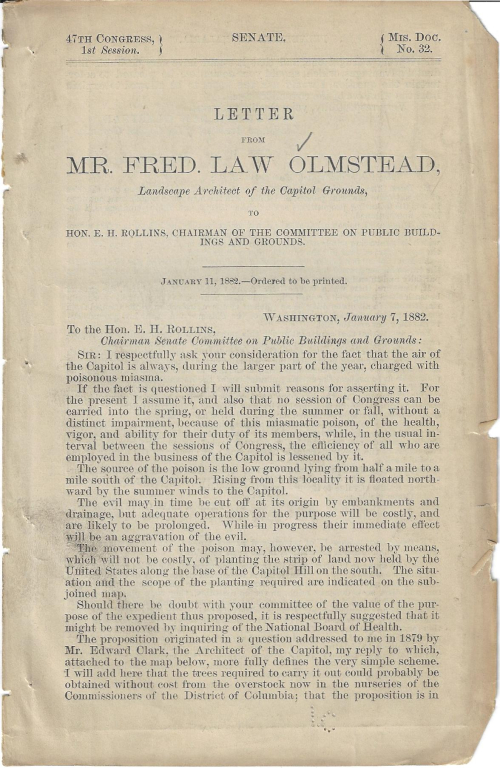 47TH CONGRESS, } SENATE. { MIS. DOC.
1st Session. } { No. 32.
LETTER
FROM
MR. FRED. LAW OLMSTEAD,
Landscape Architect of the Capitol Grounds,
TO
HON. E. H. ROLLINS, CHAIRMAN OF THE COMMITTEE ON PUBLIC BUILD-
INGS AND GROUNDS.
JANUARY 11, 1882.—Ordered to be printed.
WASHINGTON, January 7, 1882.
To the Hon. E. H. ROLLINS,
Chairman Senate Committee on Public Buildings and Grounds:
SIR: I respectfully ask your consideration for the fact that the air of
the Capitol is always, during the larger part of the year, charged with
poisonous miasma.
If the fact is questioned I will submit reasons for asserting it. For
the present I assume it, and also that no session of Congress can be
carried into the spring, or held during the summer or fall, without a
distinct impairment, because of this miasmatic poison, of the health,
vigor, and ability for their duty of its members, while, in the usual in-
terval between the sessions of Congress, the efficiency of all who are
employed in the business of the Capitol is lessened by it.
The source of the poison is the low ground lying from half a mile to a
mile south of the Capitol. Rising from this locality it is floated north-
ward by the summer winds to the Capitol.
The evil may in time be cut off at its origin by embankments and
drainage, but adequate operations for the purpose will be costly, and
are likely to be prolonged. While in progress their immediate effect
will be an aggravation of the evil.
The movement of the poison may, however, be arrested by means,
which will not be costly, of planting the strip of land now held by the
United States along the base of the Capitol Hill on the south. The situ-
ation and the scope of the planting required are indicated on the sub-
joined map.
Should there be doubt with your committee of the value of the pur-
pose of the expedient thus proposed, it is respectfully suggested that it
might be removed by inquiring of the National Board of Health.
The proposition originated in a question addressed to me in 1879 by
Mr. Edward Clark, the Architect of the Capitol, my reply to which,
attached to the map below, more fully defines the very simple scheme.
I will add here that the trees required to carry it out could probably be
obtained without cost from the overstock now in the nurseries of the
Commissioners of the District of Columbia; that the proposition is in